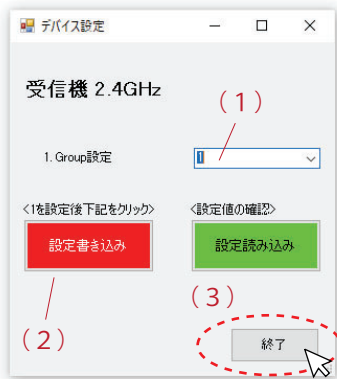 デバイス設定
受信機 2.4GHz
（1）
1. Group設定
1
<1を設定後下記をクリック>
<設定値の確認>
設定書き込み
設定読み込み
（2）
（3）
終了